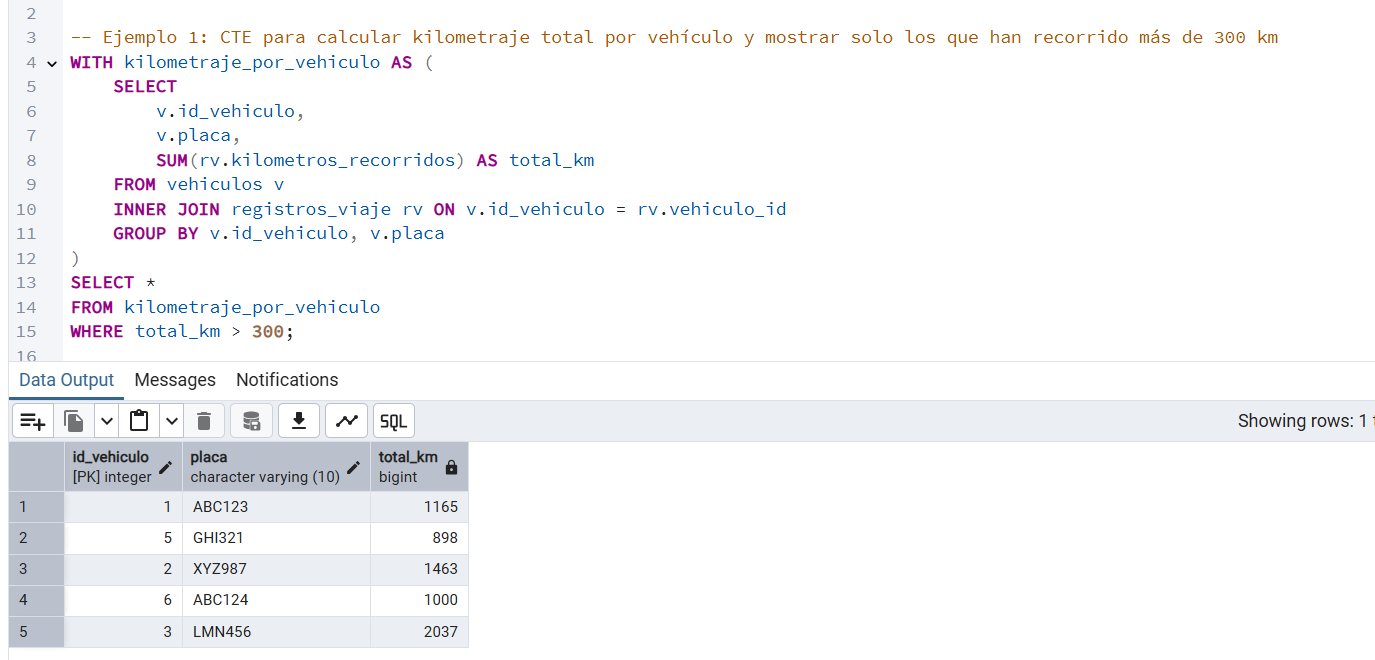 2
3 -- Ejemplo 1: CTE para calcular kilometraje total por vehículo y mostrar solo los que han recorrido más de 300 km
4 WITH kilometraje_por_vehiculo AS (
5 SELECT
6 v.id_vehiculo,
7 v.placa,
8 SUM(rv.kilometros_recorridos) AS total_km
9 FROM vehiculos v
10 INNER JOIN registros_viaje rv ON v.id_vehiculo = rv.vehiculo_id
11 GROUP BY v.id_vehiculo, v.placa
12 )
13 SELECT *
14 FROM kilometraje_por_vehiculo
15 WHERE total_km > 300;
16
Data Output Messages Notifications
SQL Showing rows: 1
id_vehiculo placa total_km
[PK] integer character varying (10) bigint
1 1 ABC123 1165
2 5 GHI321 898
3 2 XYZ987 1463
4 6 ABC124 1000
5 3 LMN456 2037